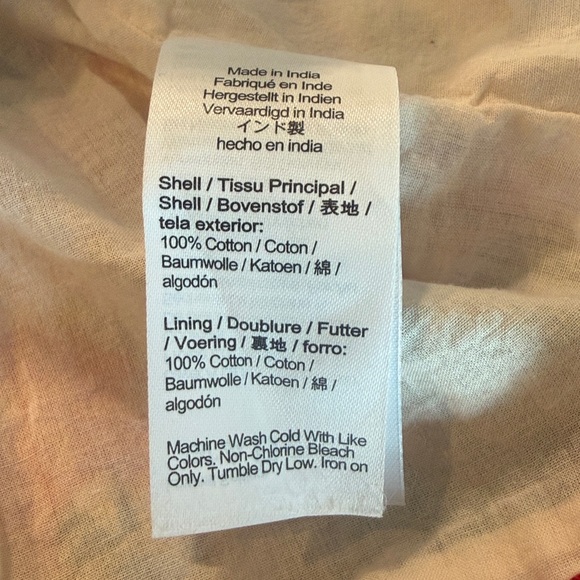 Made in India
Fabriqué en Inde
Hergestellt in Indien
Vervaardigd in India
インド製
hecho en india
Shell / Tissu Principal /
Shell / Bovenstof / 表地 /
tela exterior:
100% Cotton / Coton /
Baumwolle / Katoen / 綿 /
algodón
Lining / Doublure / Futter
/ Voering / 裏地 / forro:
100% Cotton / Coton /
Baumwolle / Katoen / 綿 /
algodón
Machine Wash Cold With Like
Colors. Non-Chlorine Bleach
Only. Tumble Dry Low. Iron on